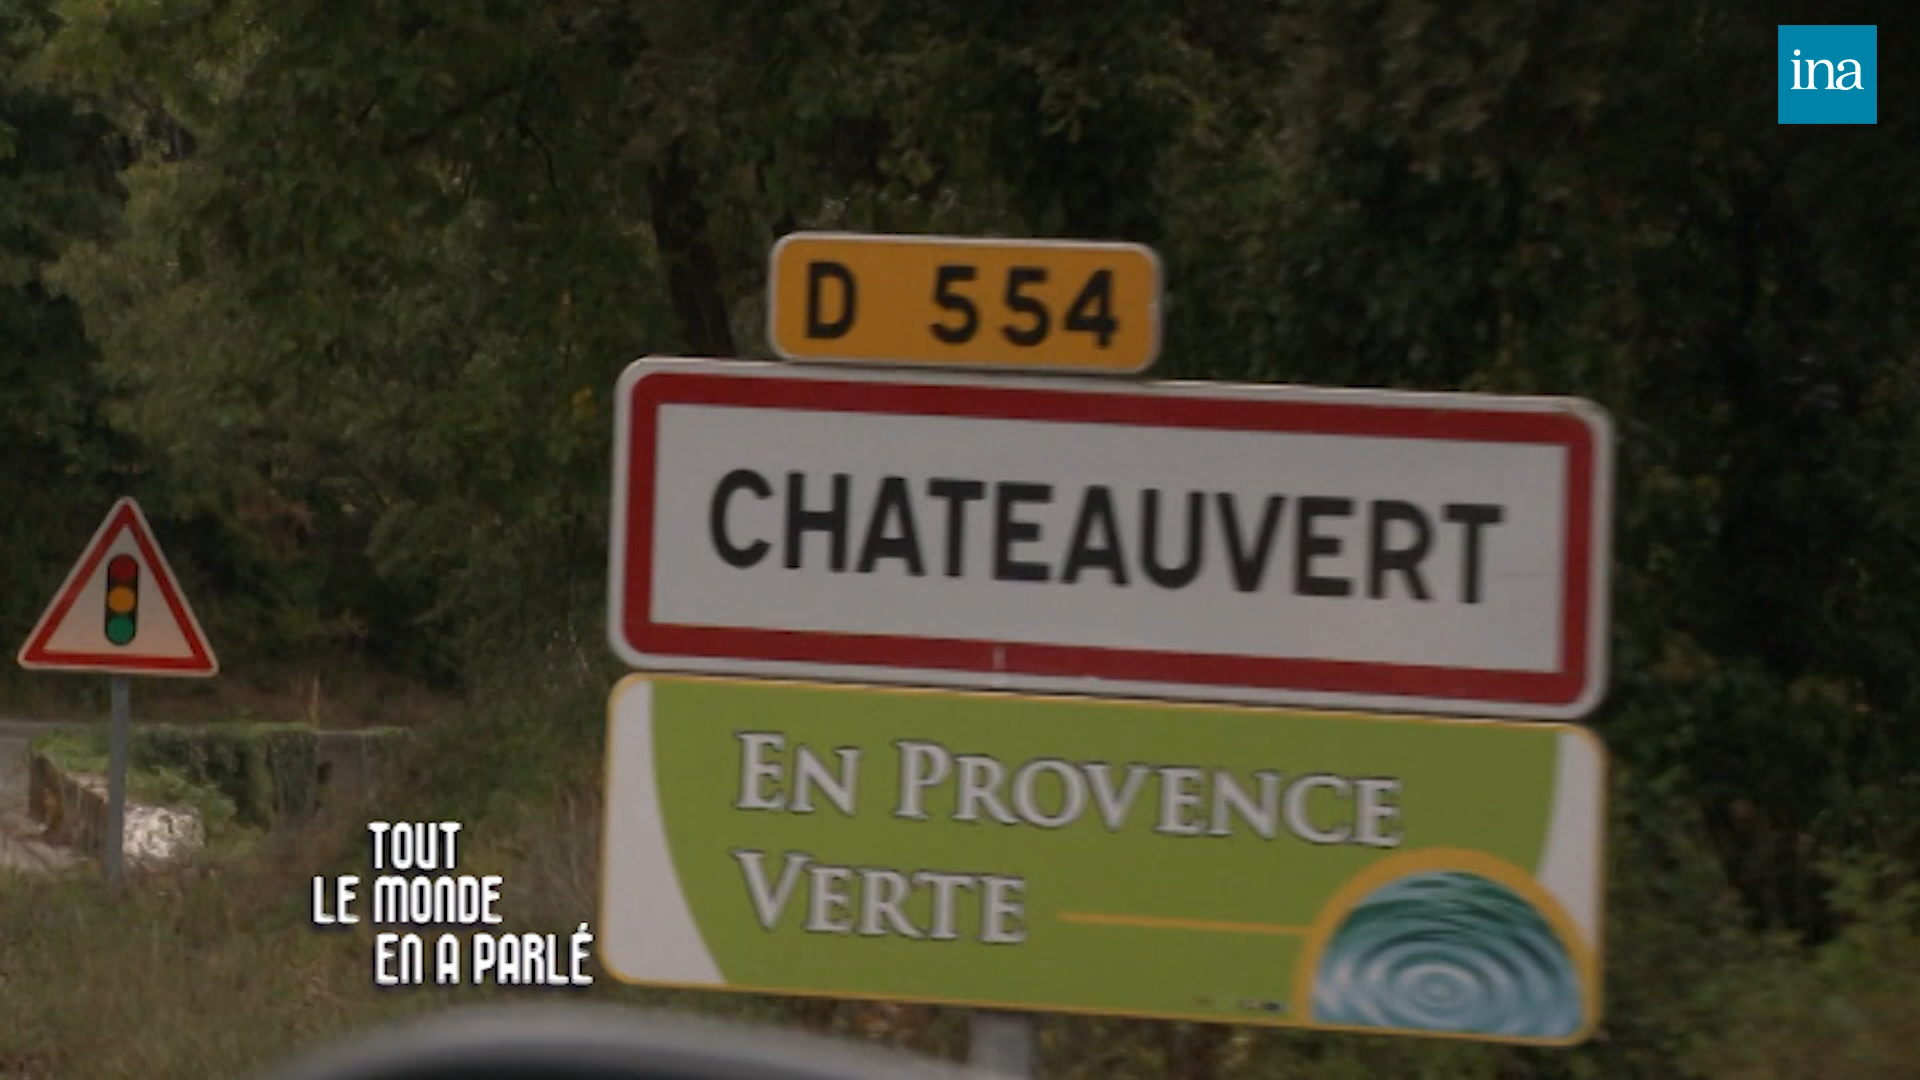 ina
D 554
CHATEAUVERT
EN PROVENCE
VERTE
TOUT
LE MONDE
EN A PARLÉ